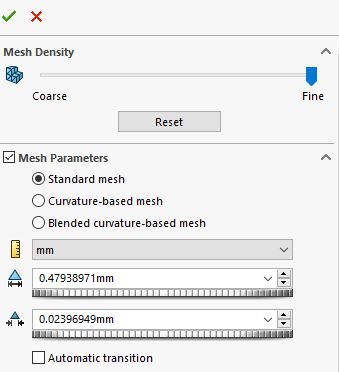 Mesh Density
Coarse Fine
Reset
Mesh Parameters
Standard mesh
Curvature-based mesh
Blended curvature-based mesh
mm
0.47938971mm
0.02396949mm
Automatic transition